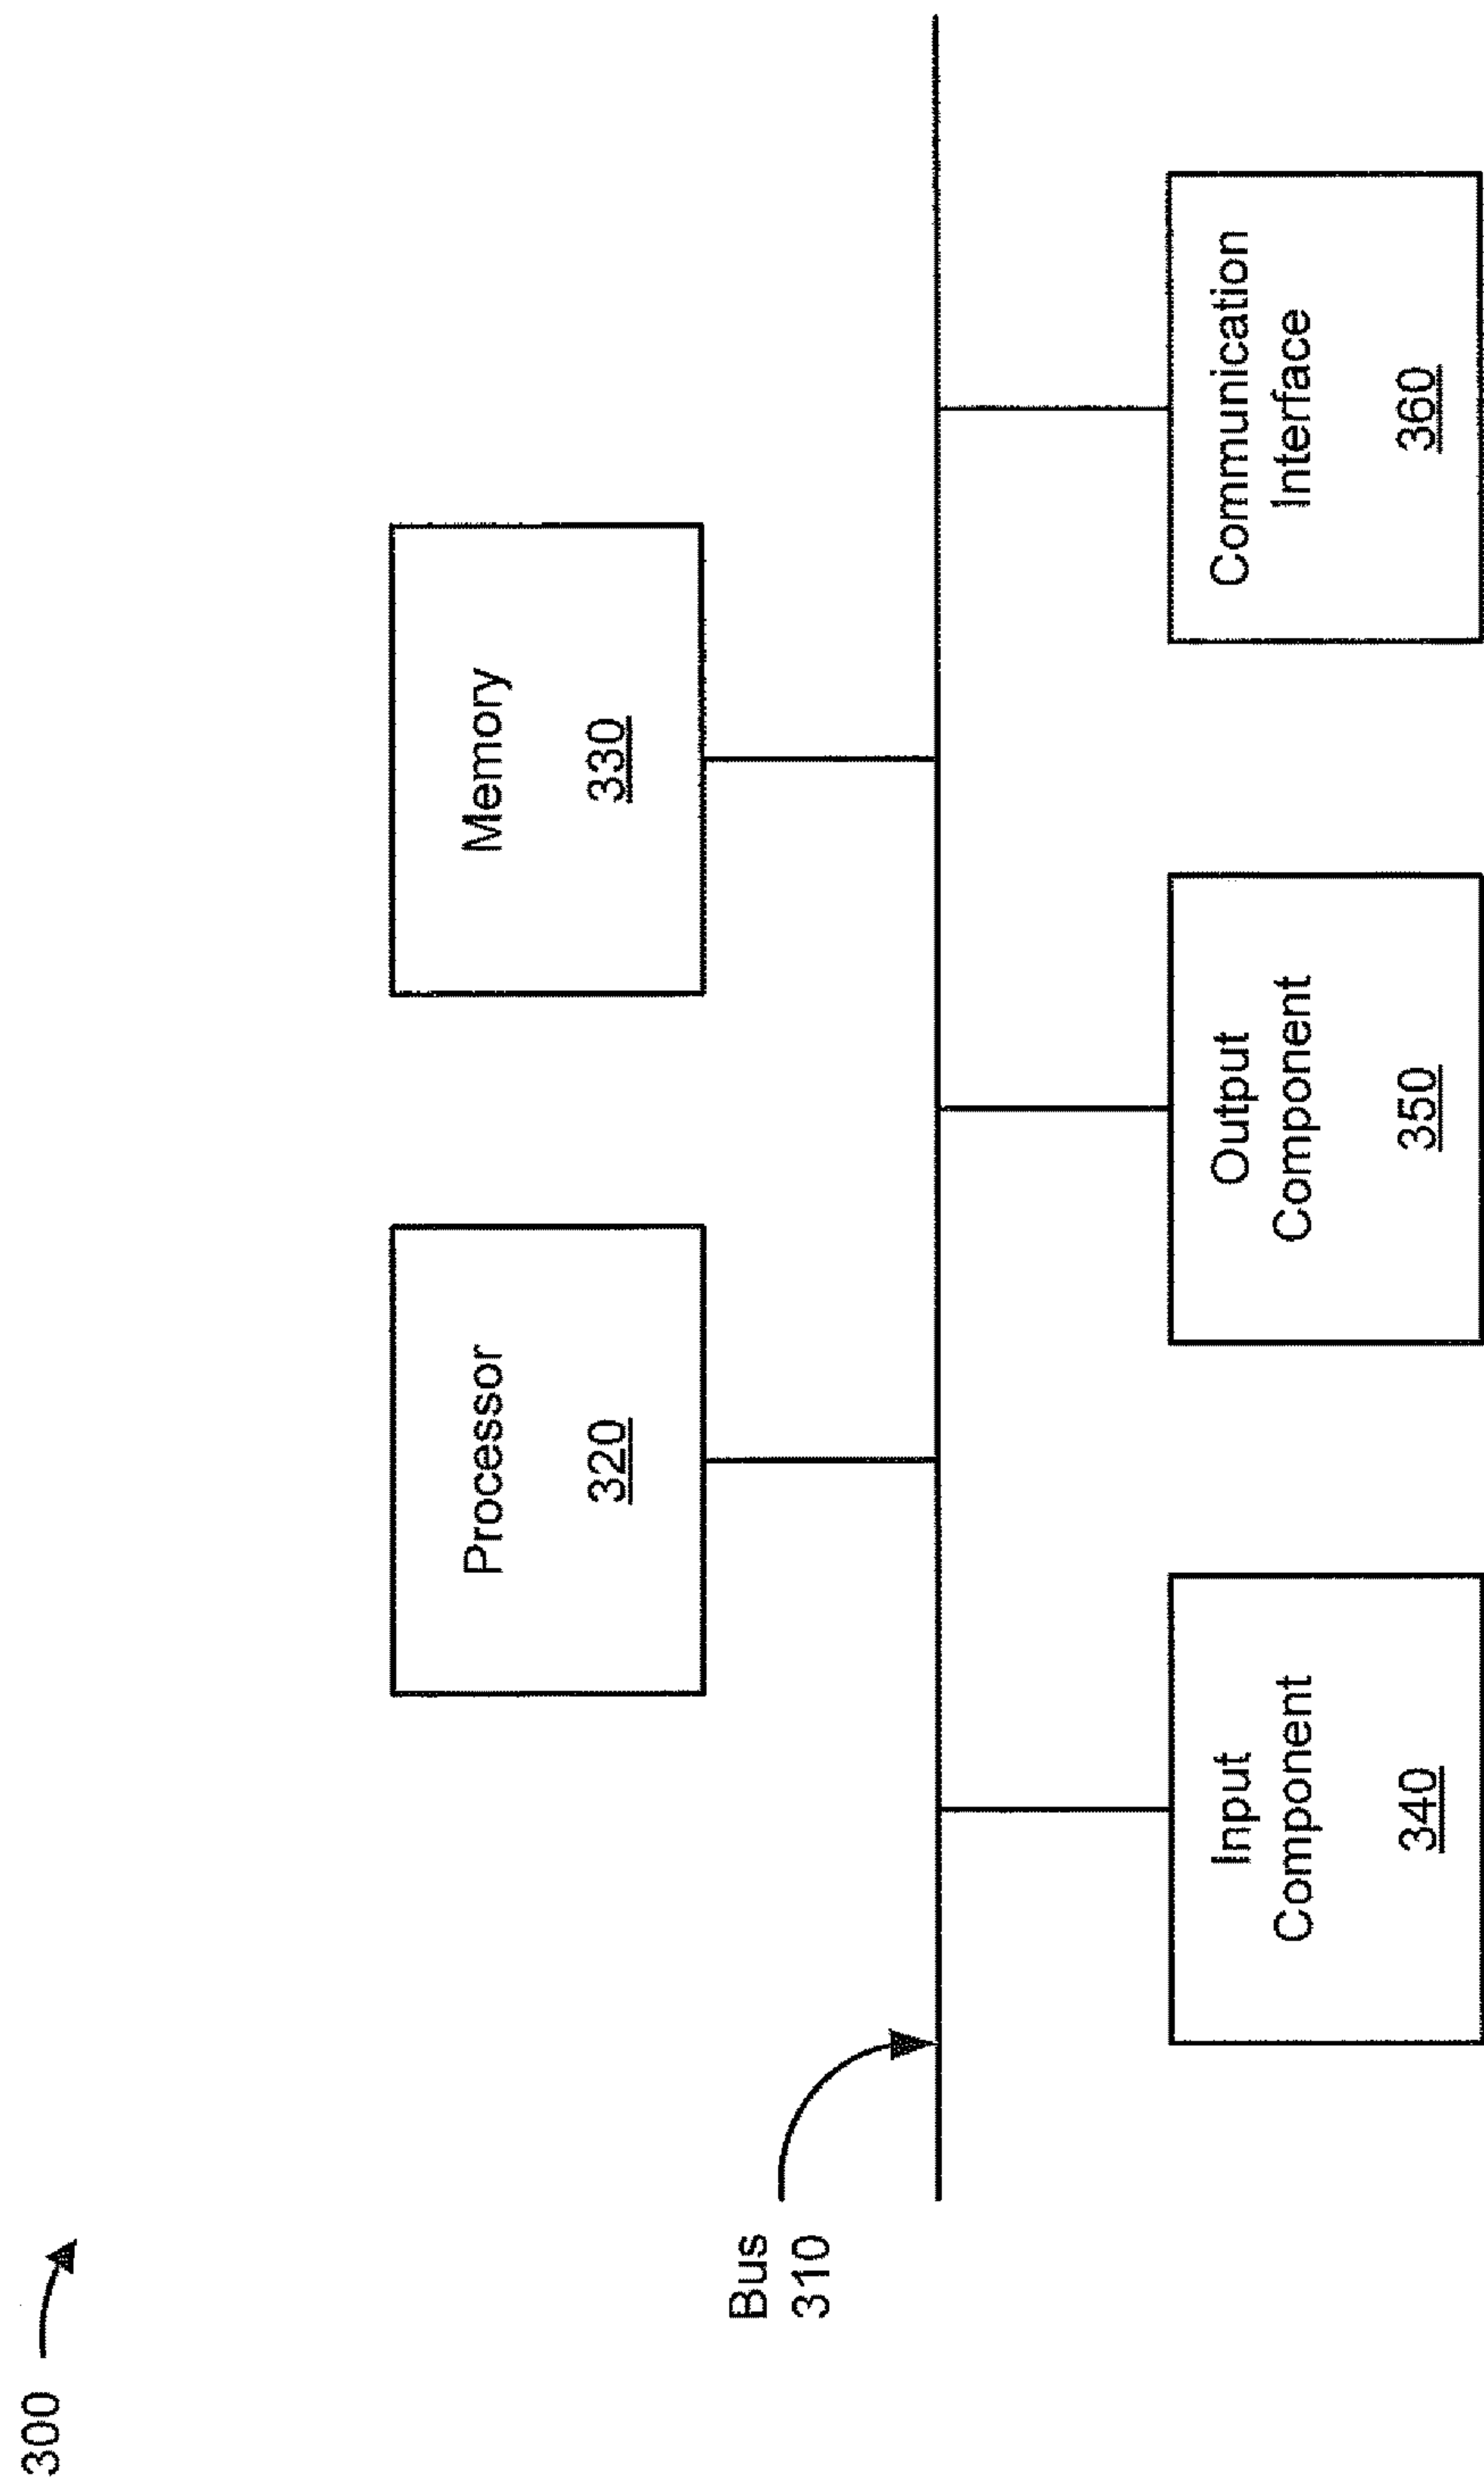 300
Bus
310
Processor
320
Memory
330
Input
Component
340
Output
Component
350
Communication
Interface
360